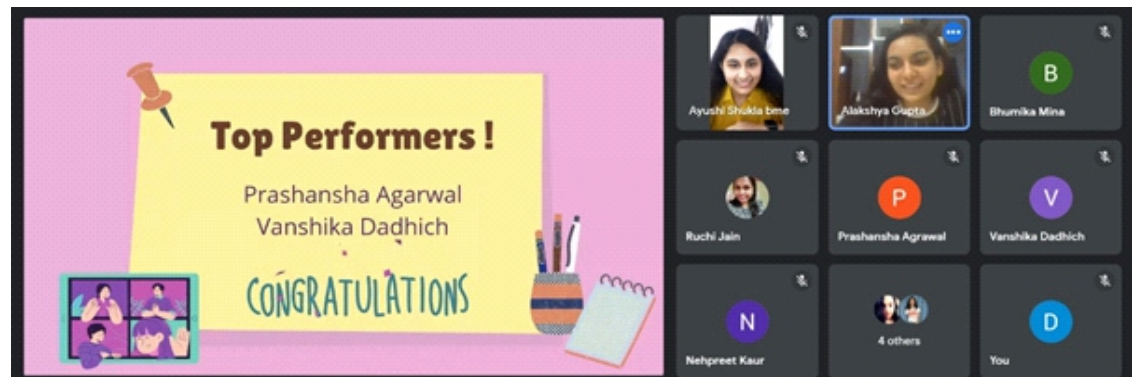 Top Performers !
Prashansha Agarwal
Vanshika Dadhich
CONGRATULATIONS
Ayushi Shukla bme
Alakshya Gupta
B
Bhumika Mina
Ruchi Jain
P
Prashansha Agrawal
V
Vanshika Dadhich
N
Nehpreet Kaur
4 others
D
You